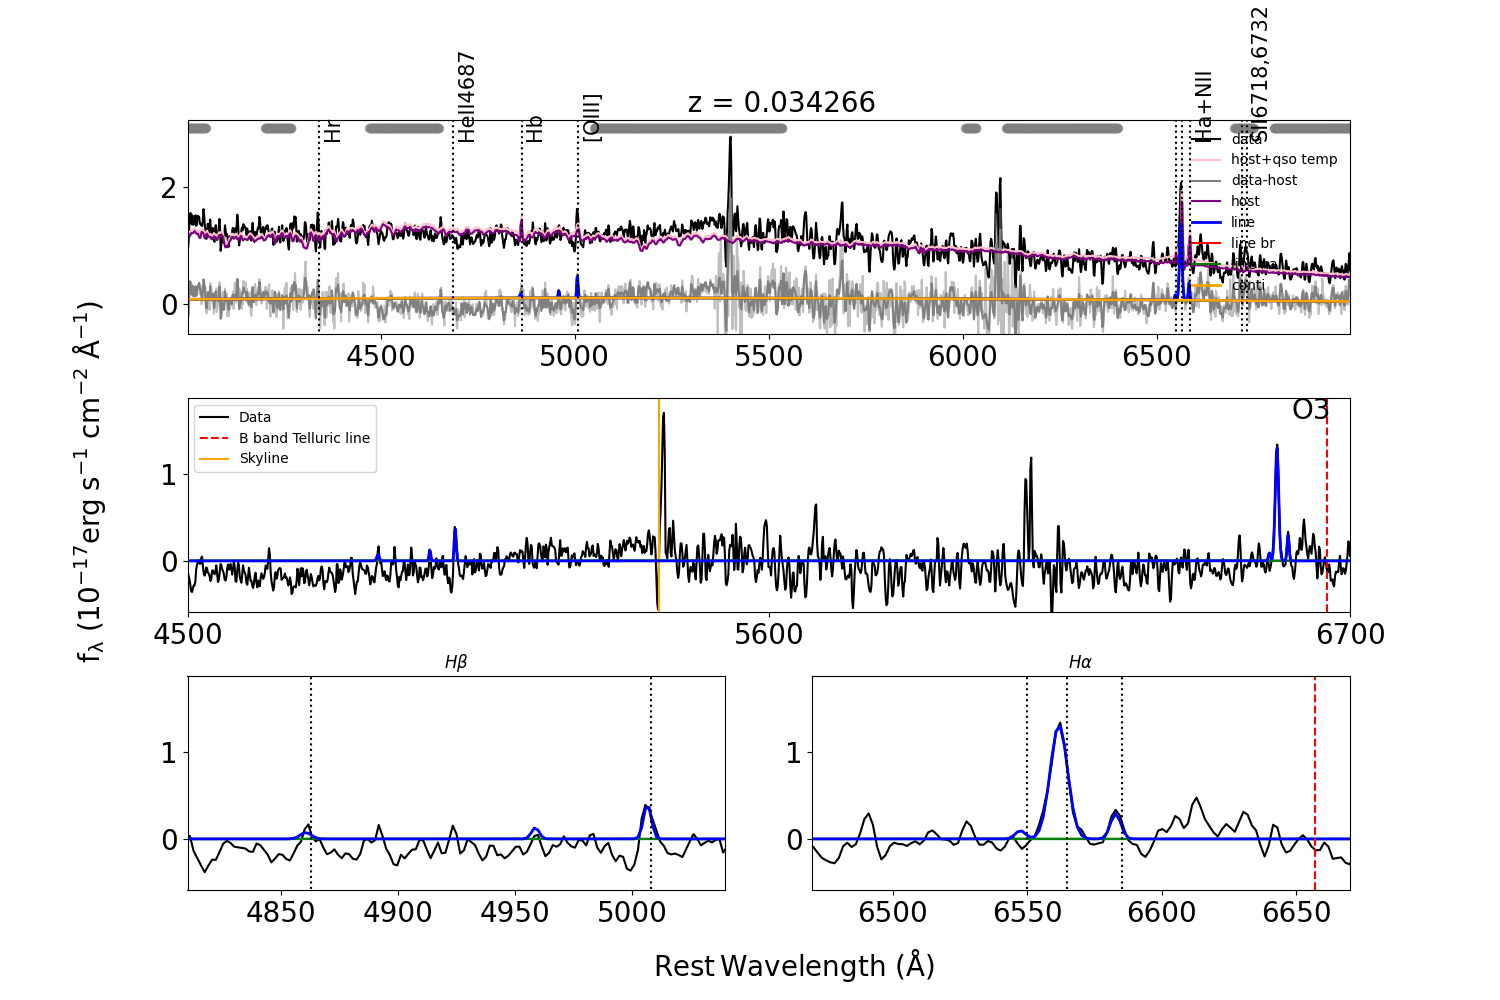 z = 0.034266
Hr
HeII4687
Hb
[OIII]
Ha+NII
SII6718,6732
data
host+qso temp
data-host
host
line
line br
conti
2
0
4500 5000 5500 6000 6500
fλ (10−17erg s−1 cm−2 Å−1)
Data
B band Telluric line
Skyline
O3
1
0
4500 5600 6700
Hβ
Hα
1
0
4850 4900 4950 5000
1
0
6500 6550 6600 6650
Rest Wavelength (Å)